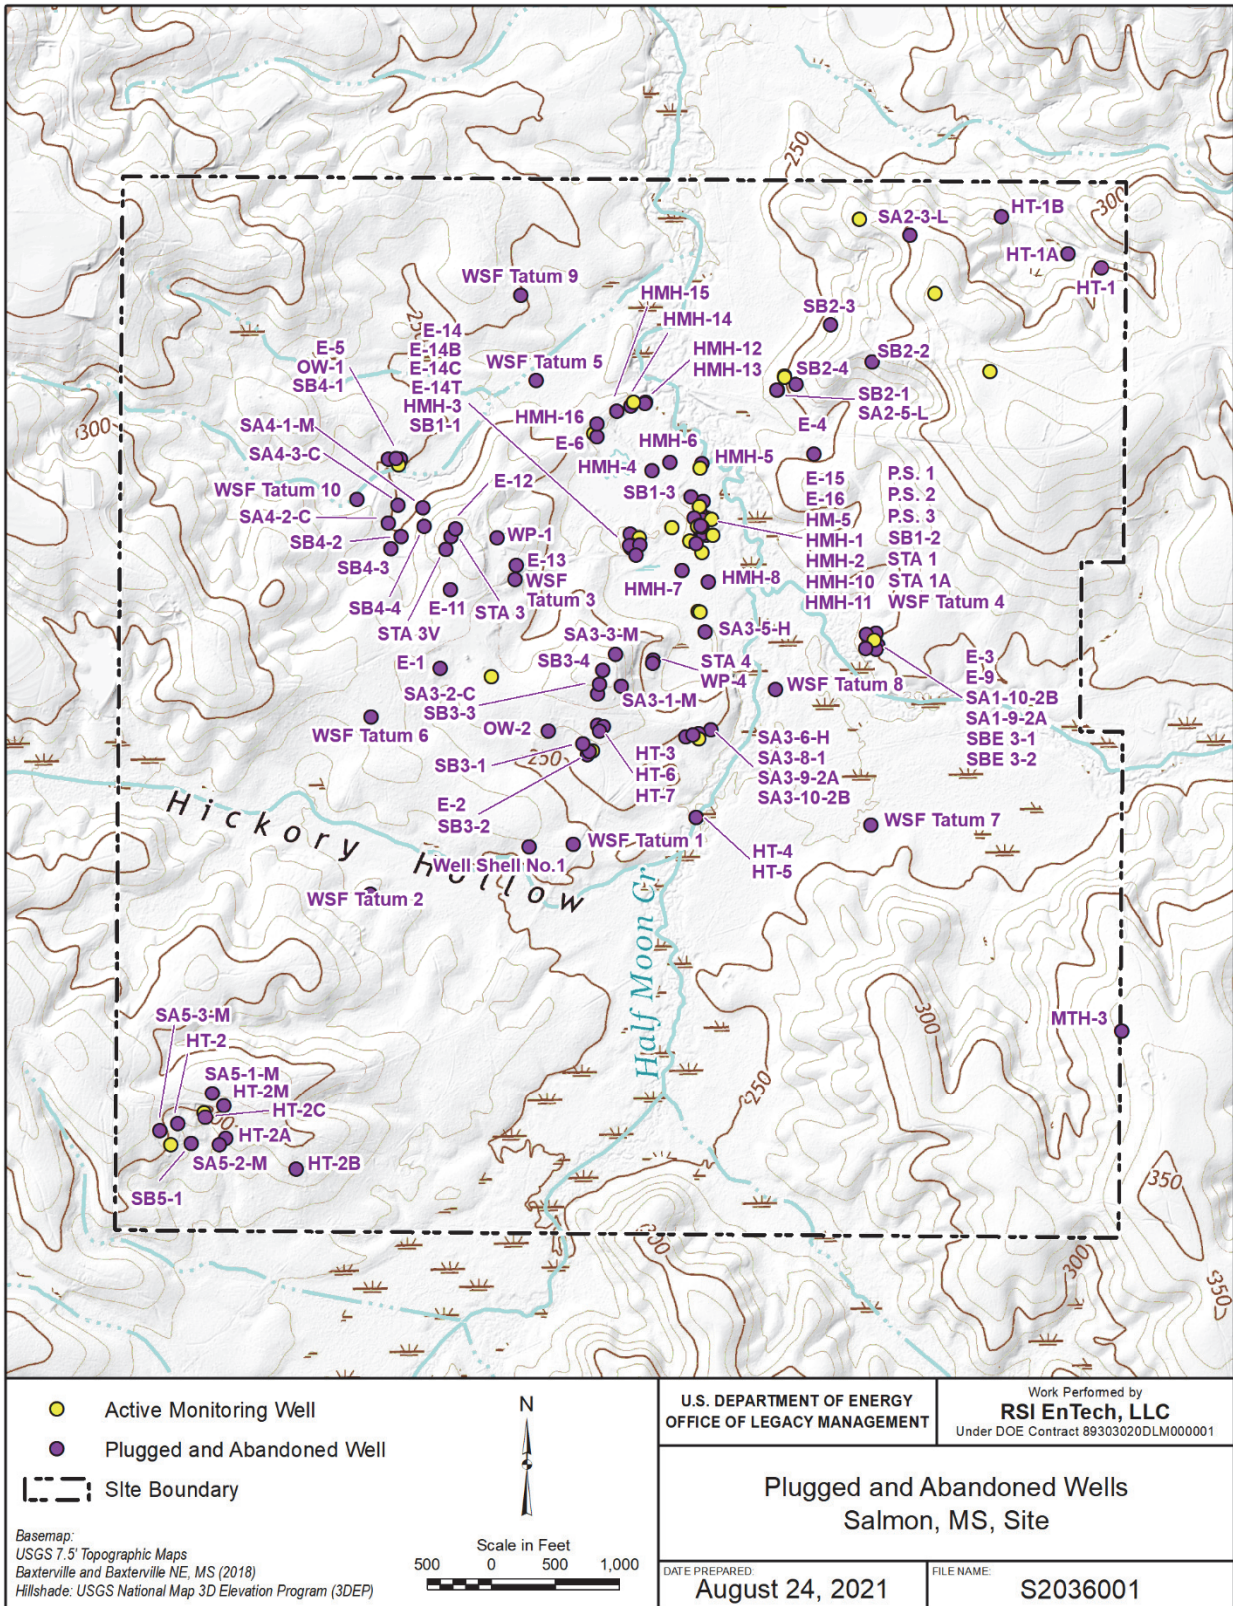 250
300
SA2-3-L
HT-1B
HT-1A
HT-1
WSF Tatum 9
HMH-15
HMH-14
SB2-3
E-14
E-14B
E-14C
E-14T
HMH-3
SB1-1
E-5
OW-1
SB4-1
WSF Tatum 5
HMH-12
HMH-13
SB2-2
SB2-4
SB2-1
SA2-5-L
300
SA4-1-M
SA4-3-C
HMH-16
E-6
HMH-6
HMH-4
HMH-5
E-4
WSF Tatum 10
E-12
SB1-3
E-15
E-16
HM-5
HMH-1
HMH-2
HMH-10
HMH-11
P.S. 1
P.S. 2
P.S. 3
SB1-2
STA 1
STA 1A
WSF Tatum 4
SA4-2-C
SB4-2
WP-1
SB4-3
E-13
WSF
Tatum 3
HMH-7
HMH-8
SB4-4
E-11
STA 3
STA 3V
SA3-3-M
SA3-5-H
E-1
SB3-4
STA 4
WP-4
E-3
E-9
SA1-10-2B
SA1-9-2A
SBE 3-1
SBE 3-2
SA3-2-C
SB3-3
SA3-1-M
WSF Tatum 8
WSF Tatum 6
OW-2
250
SB3-1
HT-3
HT-6
HT-7
SA3-6-H
SA3-8-1
SA3-9-2A
SA3-10-2B
E-2
SB3-2
Hickory Hollow
WSF Tatum 7
WSF Tatum 1
Well Shell No.1
HT-4
HT-5
WSF Tatum 2
Half Moon Cr
300
MTH-3
SA5-3-M
HT-2
250
SA5-1-M
HT-2M
HT-2C
HT-2A
SA5-2-M
HT-2B
SB5-1
350
300
300
350
Active Monitoring Well
Plugged and Abandoned Well
SIte Boundary
Basemap:
USGS 7.5' Topographic Maps
Baxterville and Baxterville NE, MS (2018)
Hillshade: USGS National Map 3D Elevation Program (3DEP)
N
Scale in Feet
500 0 500 1,000
U.S. DEPARTMENT OF ENERGY
OFFICE OF LEGACY MANAGEMENT
Work Performed by
RSI EnTech, LLC
Under DOE Contract 89303020DLM000001
Plugged and Abandoned Wells
Salmon, MS, Site
DATE PREPARED:
August 24, 2021
FILE NAME:
S2036001